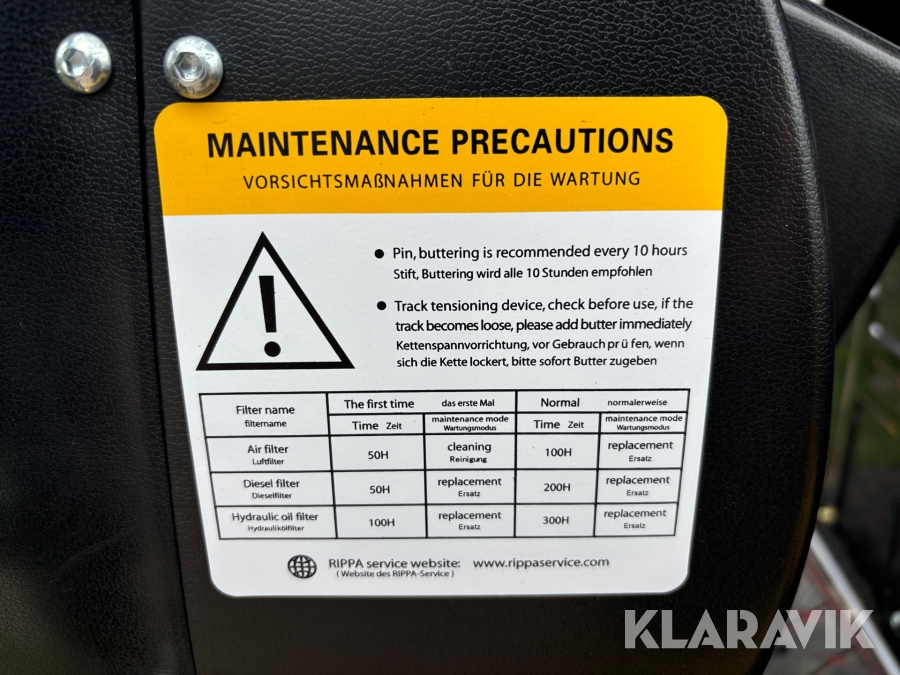 MAINTENANCE PRECAUTIONS
VORSICHTSMAßNAHMEN FÜR DIE WARTUNG
● Pin, buttering is recommended every 10 hours
Stift, Buttering wird alle 10 Stunden empfohlen
● Track tensioning device, check before use, if the
track becomes loose, please add butter immediately
Kettenspannvorrichtung, vor Gebrauch prü fen, wenn
sich die Kette lockert, bitte sofort Butter zugeben
Filter name The first time das erste Mal Normal normalerweise
filtername Time Zeit maintenance mode Time Zeit maintenance mode
Wartungsmodus Wartungsmodus
Air filter 50H cleaning 100H replacement
Luftfilter Reinigung Ersatz
Diesel filter 50H replacement 200H replacement
Dieselfilter Ersatz Ersatz
Hydraulic oil filter 100H replacement 300H replacement
Hydraulikölfilter Ersatz Ersatz
RIPPA service website: www.rippaservice.com
( Website des RIPPA-Service )
KLARAVIK